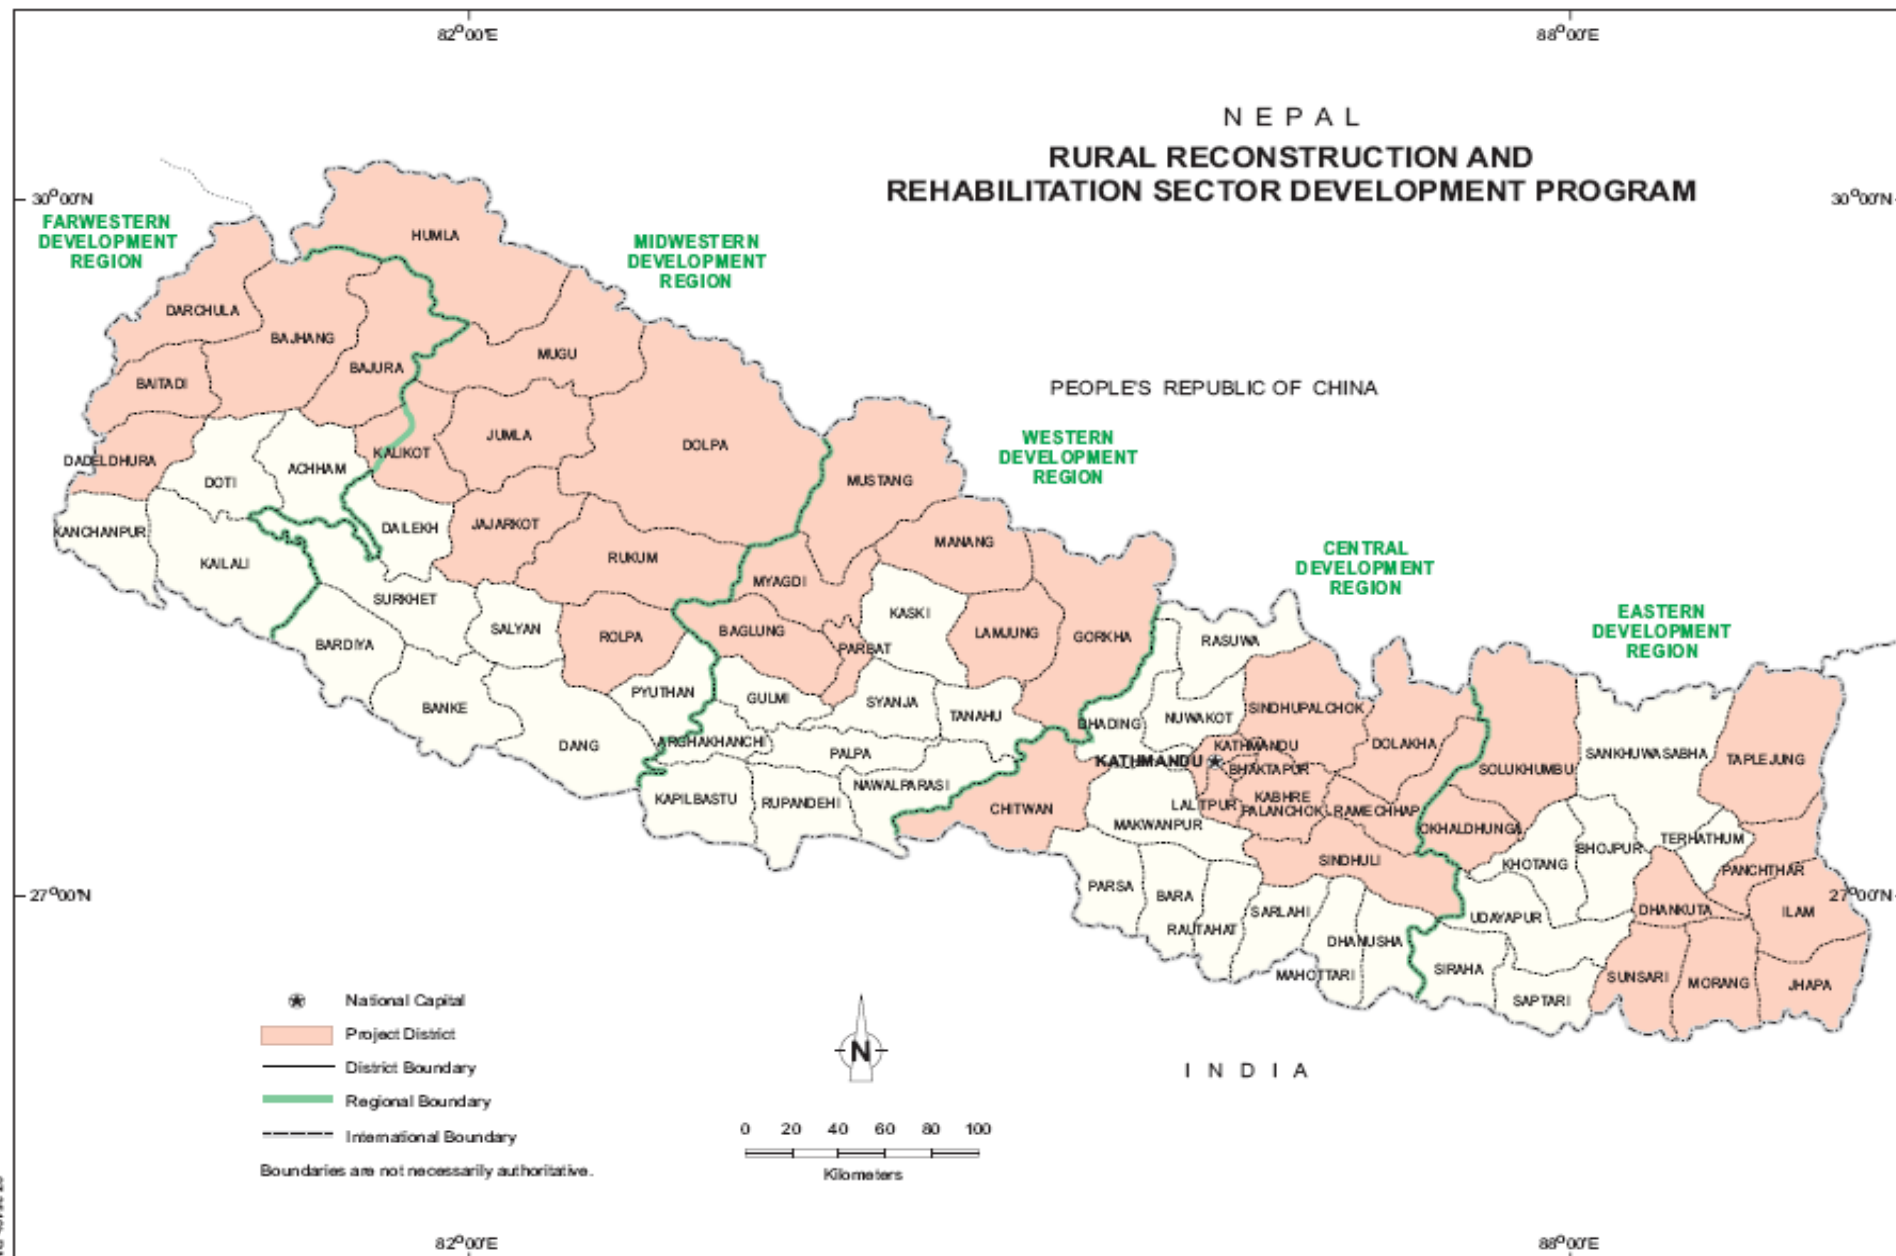 82°00'E
88°00'E
NEPAL
RURAL RECONSTRUCTION AND
REHABILITATION SECTOR DEVELOPMENT PROGRAM
30°00'N
30°00'N
FARWESTERN
DEVELOPMENT
REGION
HUMLA
MIDWESTERN
DEVELOPMENT
REGION
DARCHULA
BAJHANG
BAJURA
MUGU
BAITADI
PEOPLE'S REPUBLIC OF CHINA
DADELDHURA
DOTI
ACHHAM
KALIKOT
JUMLA
DOLPA
WESTERN
DEVELOPMENT
REGION
MUSTANG
KANCHANPUR
KAILALI
DAILEKH
JAJARKOT
RUKUM
MANANG
MYAGDI
CENTRAL
DEVELOPMENT
REGION
SURKHET
BARDIYA
SALYAN
ROLPA
BAGLUNG
PARBAT
KASKI
LAMJUNG
GORKHA
RASUWA
EASTERN
DEVELOPMENT
REGION
BANKE
PYUTHAN
GULMI
SYANJA
TANAHU
DHADING
NUWAKOT
SINDHUPALCHOK
DANG
ARGHAKHANCHI
PALPA
KATHMANDU
KATHMANDU
BHAKTAPUR
DOLAKHA
SOLUKHUMBU
SANKHUWASABHA
TAPLEJUNG
KAPILBASTU
RUPANDEHI
NAWALPARASI
CHITWAN
LALITPUR
KABHRE
PALANCHOK
RAMECHHAP
MAKWANPUR
OKHALDHUNGA
KHOTANG
BHOJPUR
TERHATHUM
PANCHTHAR
SINDHULI
PARSA
BARA
RAUTAHAT
SARLAHI
MAHOTTARI
DHANUSHA
UDAYAPUR
SIRAHA
SAPTARI
DHANKUTA
ILAM
SUNSARI
MORANG
JHAPA
27°00'N
27°00'N
National Capital
Project District
District Boundary
Regional Boundary
International Boundary
Boundaries are not necessarily authoritative.
N
0 20 40 60 80 100
Kilometers
INDIA
82°00'E
88°00'E